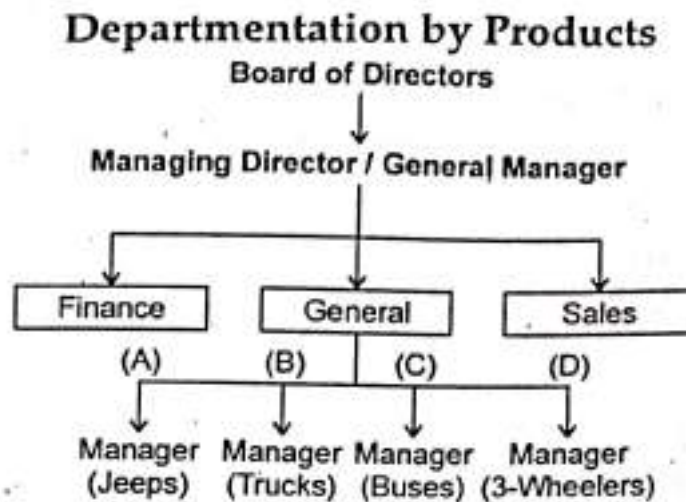 Departmentation by Products
Board of Directors
Managing Director / General Manager
Finance General Sales
(A) (B) (C) (D)
Manager Manager Manager Manager
(Jeeps) (Trucks) (Buses) (3-Wheelers)